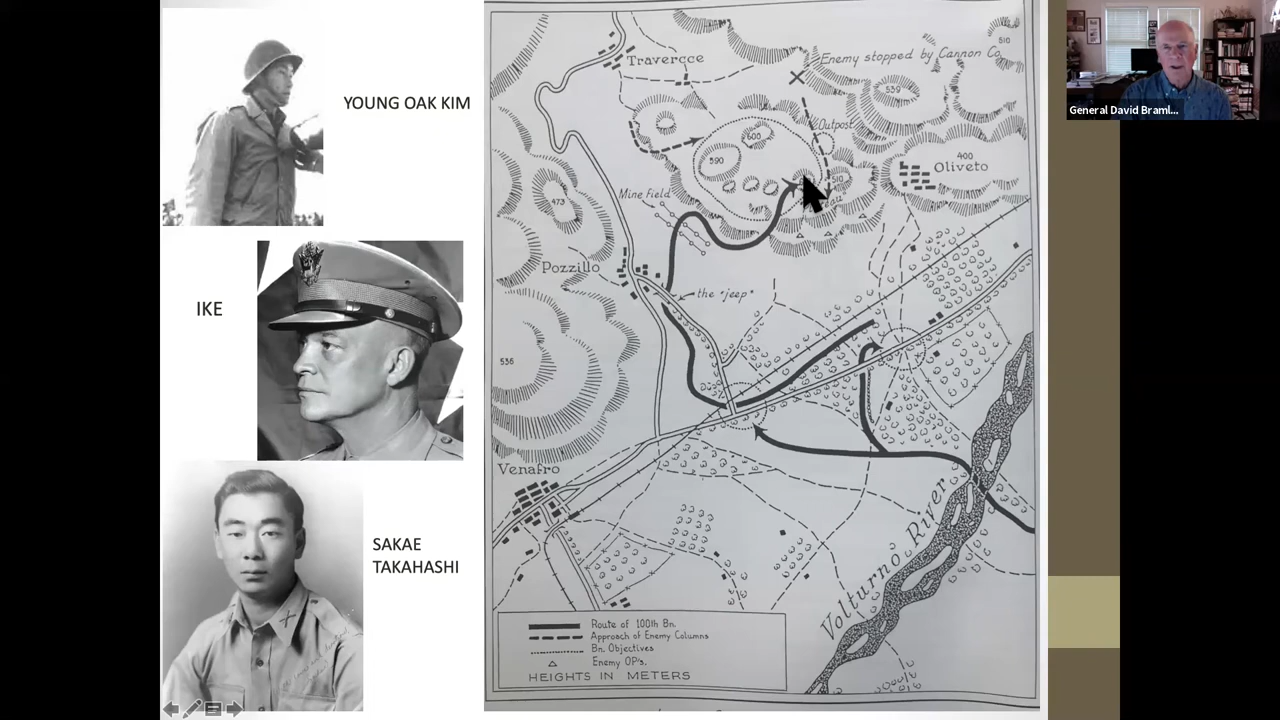 YOUNG OAK KIM
IKE
SAKAE
TAKAHASHI
General David Braml...
Traversce
Enemy stopped by Cannon Co.
510
539
Outpost
600
590
400
Oliveto
510
Mine Field
473
Pozzillo
the "jeep"
536
Venafro
Volturno River
Route of 100th Bn.
Approach of Enemy Columns
Bn. Objectives
Enemy OP's.
HEIGHTS IN METERS